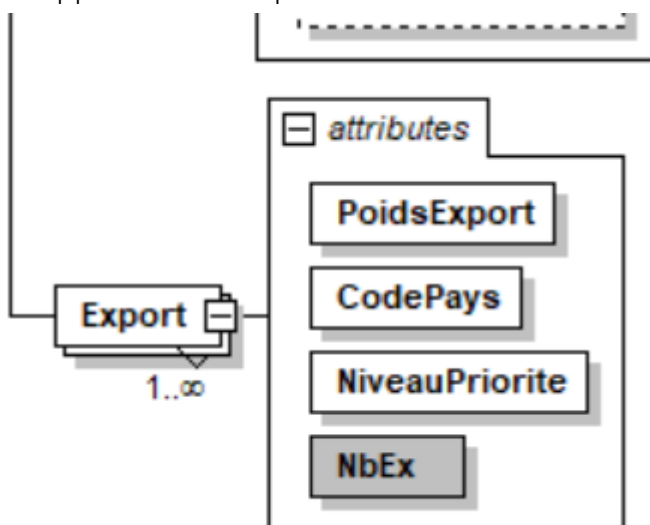 attributes
PoidsExport
CodePays
Export
NiveauPriorite
1..∞
NbEx